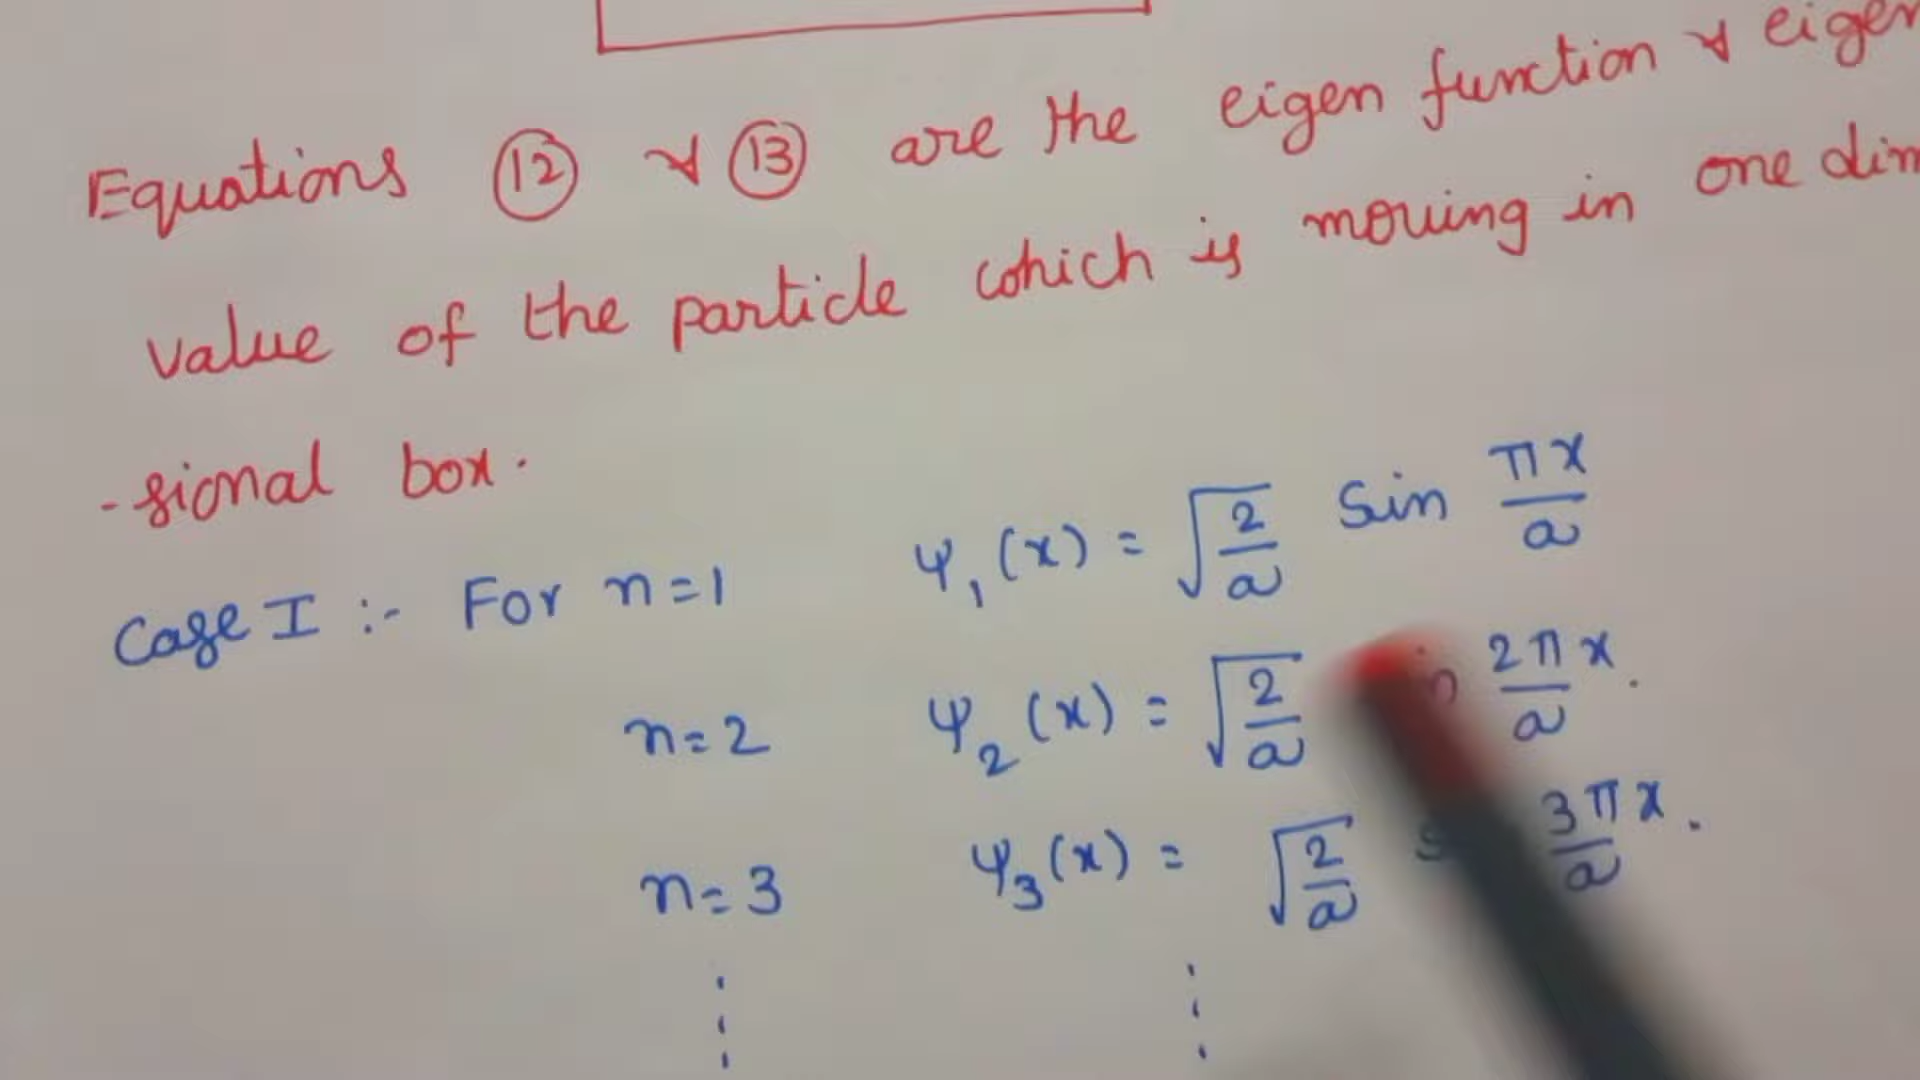 Equations ⑫ & ⑬ are the eigen function & eigen
value of the particle which is moving in one dim
-sional box.
Case I :- For n=1 ψ₁(x) = √(2/a) Sin πx/a
n=2 ψ₂(x) = √(2/a) 2πx/a.
n=3 ψ₃(x) = √(2/a) 3πx/a.